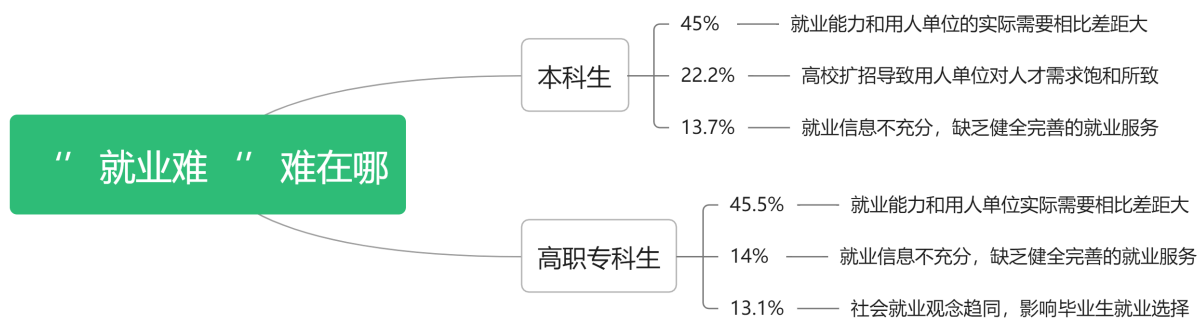 “ 就业难 “ 难在哪
本科生
45% 就业能力和用人单位的实际需要相比差距大
22.2% 高校扩招导致用人单位对人才需求饱和所致
13.7% 就业信息不充分，缺乏健全完善的就业服务
高职专科生
45.5% 就业能力和用人单位实际需要相比差距大
14% 就业信息不充分，缺乏健全完善的就业服务
13.1% 社会就业观念趋同，影响毕业生就业选择